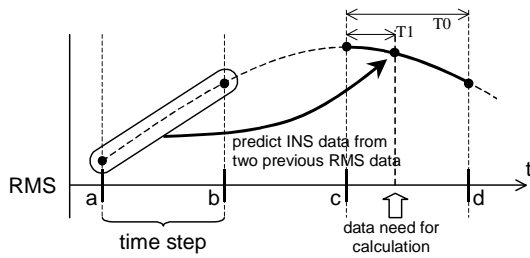 T0
T1
predict INS data from
two previous RMS data
RMS
t
a
b
c
d
time step
data need for
calculation